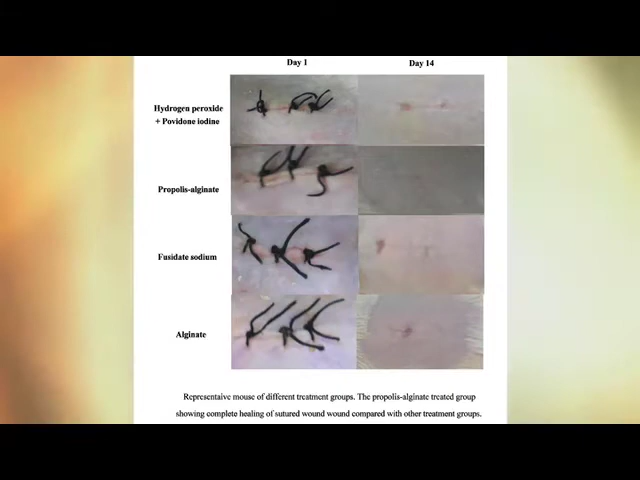 Day 1 Day 14
Hydrogen peroxide
+ Povidone iodine
Propolis-alginate
Fusidate sodium
Alginate
Representaive mouse of different treatment groups. The propolis-alginate treated group
showing complete healing of sutured wound wound compared with other treatment groups.